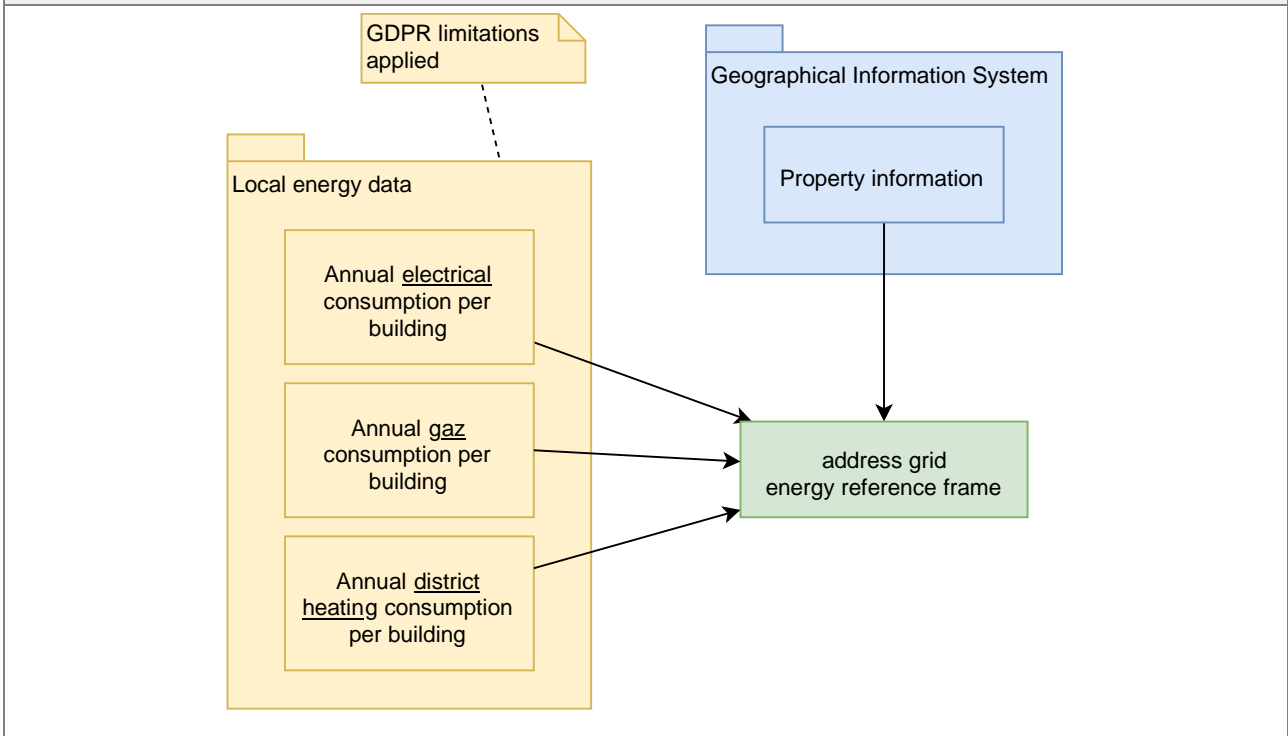 GDPR limitations
applied
Geographical Information System
Property information
Local energy data
Annual electrical
consumption per
building
Annual gaz
consumption per
building
Annual district
heating consumption
per building
address grid
energy reference frame